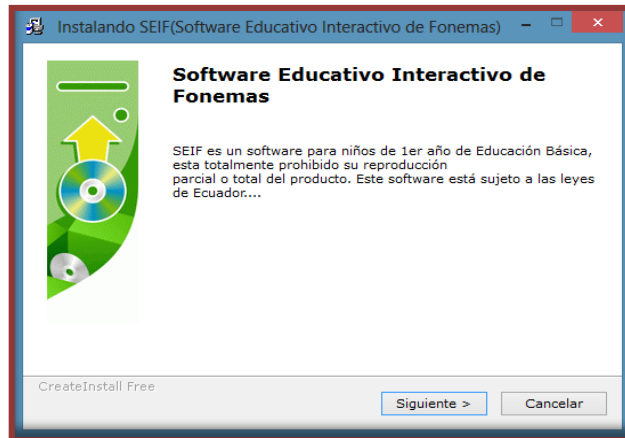 Instalando SEIF(Software Educativo Interactivo de Fonemas)
Software Educativo Interactivo de
Fonemas
SEIF es un software para niños de 1er año de Educación Básica,
esta totalmente prohibido su reproducción
parcial o total del producto. Este software está sujeto a las leyes
de Ecuador....
CreateInstall Free
Siguiente >
Cancelar